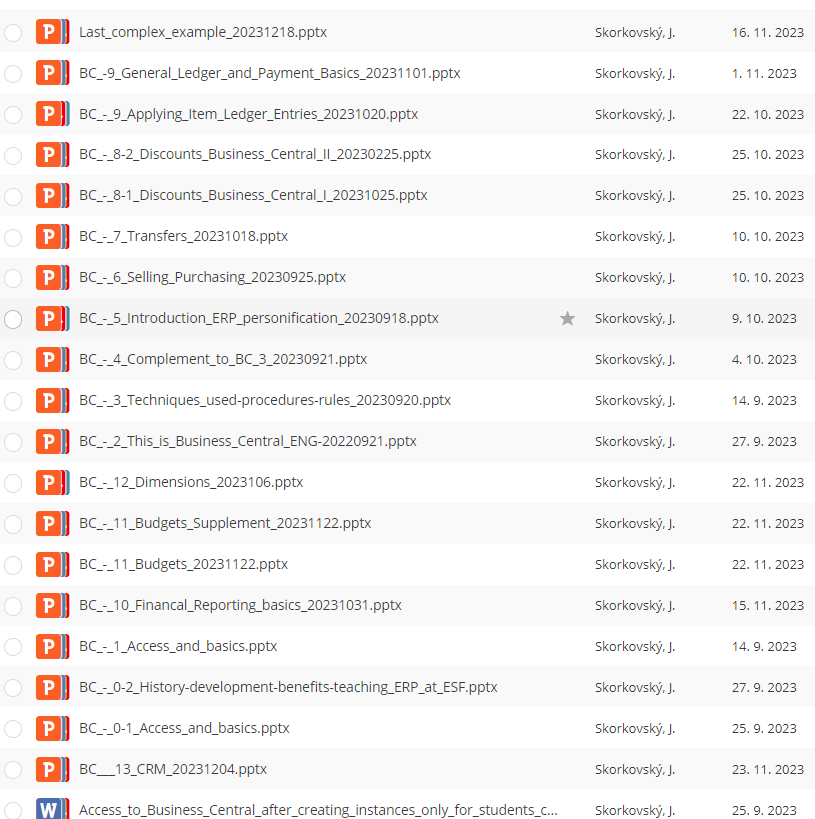 P Last_complex_example_20231218.pptx Skorkovský, J. 16. 11. 2023
P BC_-9_General_Ledger_and_Payment_Basics_20231101.pptx Skorkovský, J. 1. 11. 2023
P BC_-_9_Applying_Item_Ledger_Entries_20231020.pptx Skorkovský, J. 22. 10. 2023
P BC_-_8-2_Discounts_Business_Central_II_20230225.pptx Skorkovský, J. 25. 10. 2023
P BC_-_8-1_Discounts_Business_Central_I_20231025.pptx Skorkovský, J. 25. 10. 2023
P BC_-_7_Transfers_20231018.pptx Skorkovský, J. 10. 10. 2023
P BC_-_6_Selling_Purchasing_20230925.pptx Skorkovský, J. 10. 10. 2023
P BC_-_5_Introduction_ERP_personification_20230918.pptx Skorkovský, J. 9. 10. 2023
P BC_-_4_Complement_to_BC_3_20230921.pptx Skorkovský, J. 4. 10. 2023
P BC_-_3_Techniques_used-procedures-rules_20230920.pptx Skorkovský, J. 14. 9. 2023
P BC_-_2_This_is_Business_Central_ENG-20220921.pptx Skorkovský, J. 27. 9. 2023
P BC_-_12_Dimensions_2023106.pptx Skorkovský, J. 22. 11. 2023
P BC_-_11_Budgets_Supplement_20231122.pptx Skorkovský, J. 22. 11. 2023
P BC_-_11_Budgets_20231122.pptx Skorkovský, J. 22. 11. 2023
P BC_-_10_Financal_Reporting_basics_20231031.pptx Skorkovský, J. 15. 11. 2023
P BC_-_1_Access_and_basics.pptx Skorkovský, J. 14. 9. 2023
P BC_-_0-2_History-development-benefits-teaching_ERP_at_ESF.pptx Skorkovský, J. 27. 9. 2023
P BC_-_0-1_Access_and_basics.pptx Skorkovský, J. 25. 9. 2023
P BC___13_CRM_20231204.pptx Skorkovský, J. 23. 11. 2023
W Access_to_Business_Central_after_creating_instances_only_for_students_c... Skorkovský, J. 25. 9. 2023